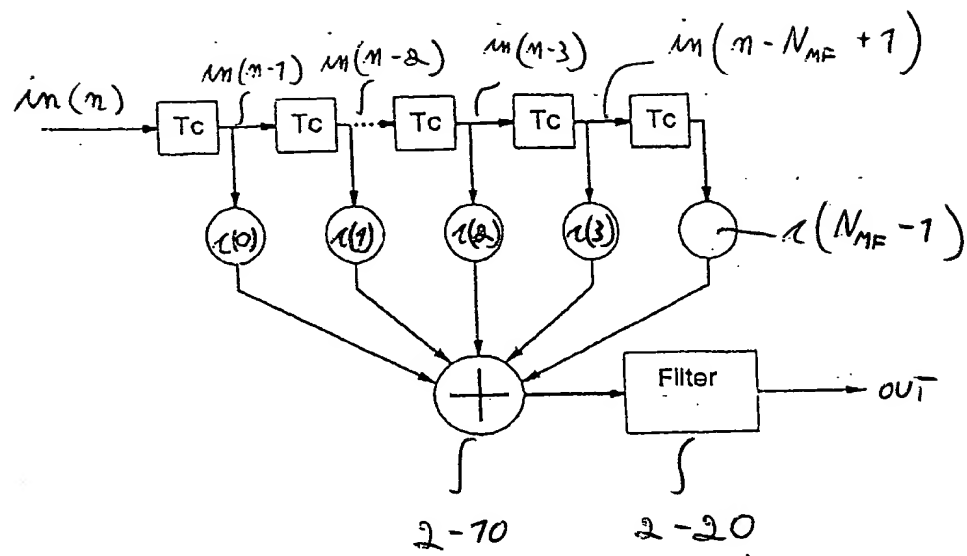 in(n)
in(n-1)
in(n-2)
in(n-3)
in(n - N_MF + 1)
Tc
Tc
Tc
Tc
Tc
r(0)
r(1)
r(2)
r(3)
r(N_MF - 1)
+
Filter
OUT
2-10
2-20